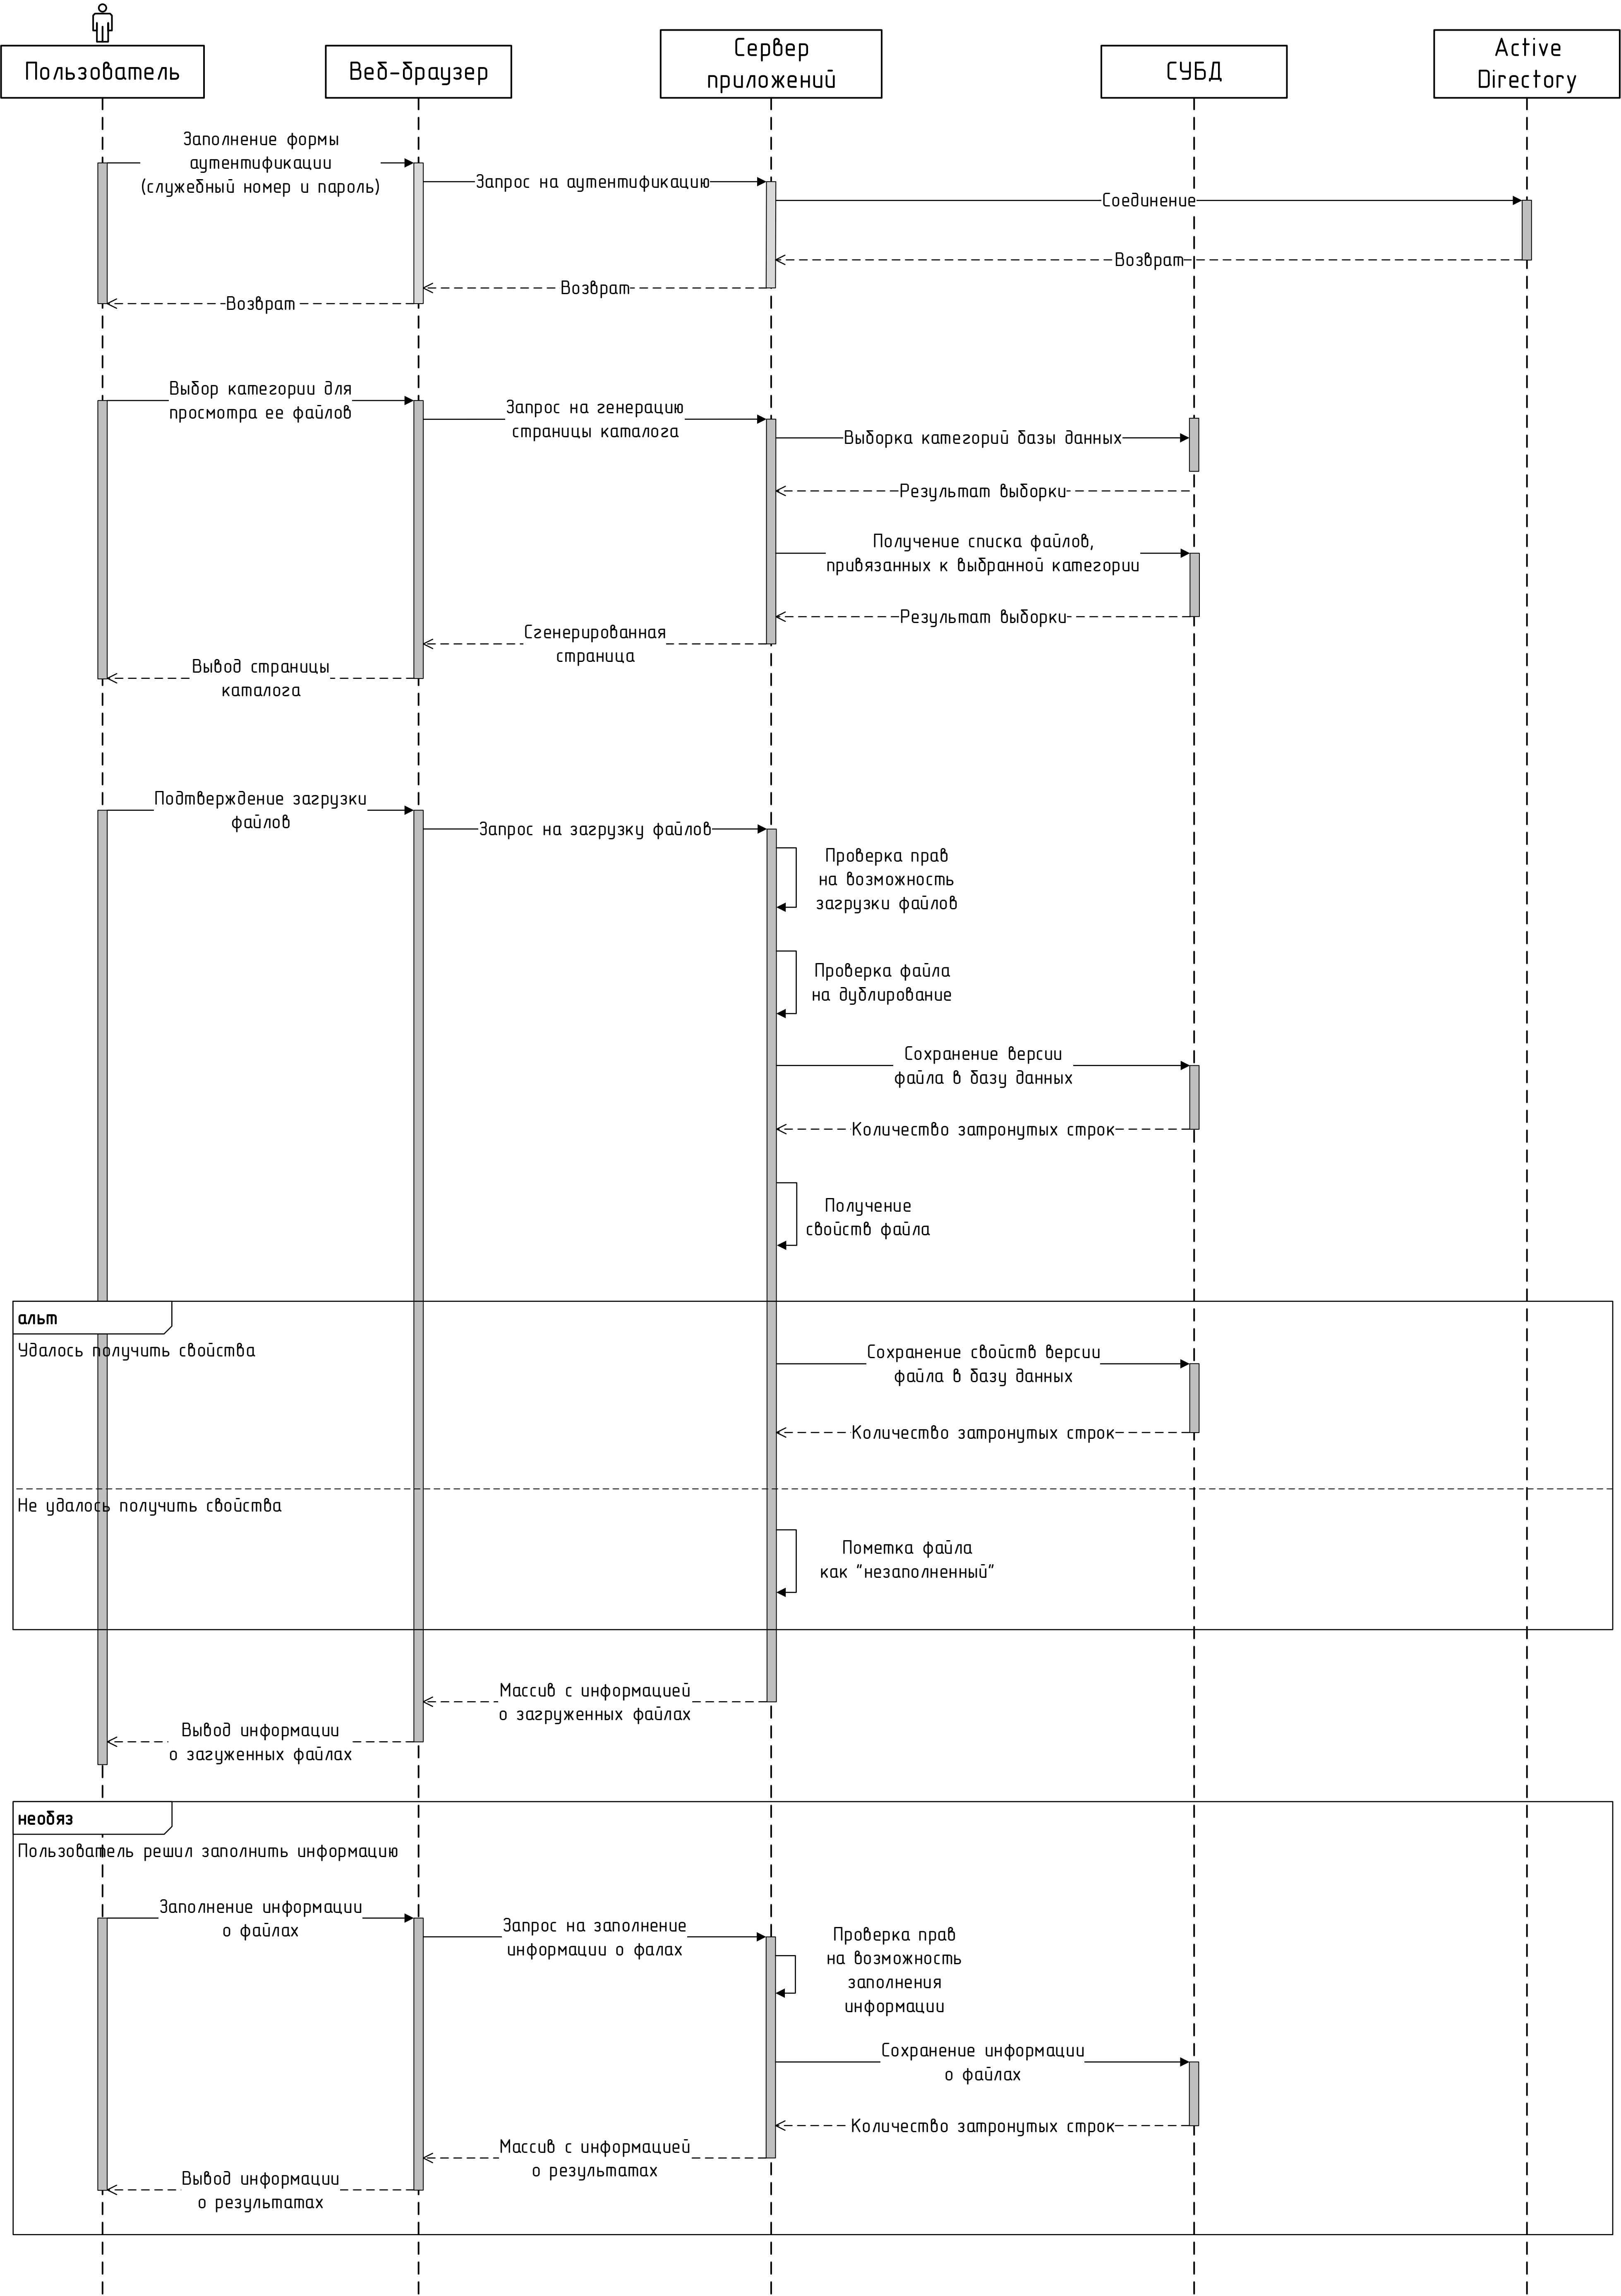 Пользователь
Веб-браузер
Сервер
приложений
СУБД
Active
Directory
Заполнение формы
аутентификации
(служебный номер и пароль)
Запрос на аутентификацию
Соединение
Возврат
Возврат
Возврат
Выбор категории для
просмотра ее файлов
Запрос на генерацию
страницы каталога
Выборка категорий базы данных
Результат выборки
Получение списка файлов,
привязанных к выбранной категории
Результат выборки
Сгенерированная
страница
Вывод страницы
каталога
Подтверждение загрузки
файлов
Запрос на загрузку файлов
Проверка прав
на возможность
загрузки файлов
Проверка файла
на дублирование
Сохранение версии
файла в базу данных
Количество затронутых строк
Получение
свойств файла
альт
Удалось получить свойства
Сохранение свойств версии
файла в базу данных
Количество затронутых строк
Не удалось получить свойства
Пометка файла
как "незаполненный"
Массив с информацией
о загруженных файлах
Вывод информации
о загуженных файлах
необяз
Пользователь решил заполнить информацию
Заполнение информации
о файлах
Запрос на заполнение
информации о фалах
Проверка прав
на возможность
заполнения
информации
Сохранение информации
о файлах
Количество затронутых строк
Массив с информацией
о результатах
Вывод информации
о результатах